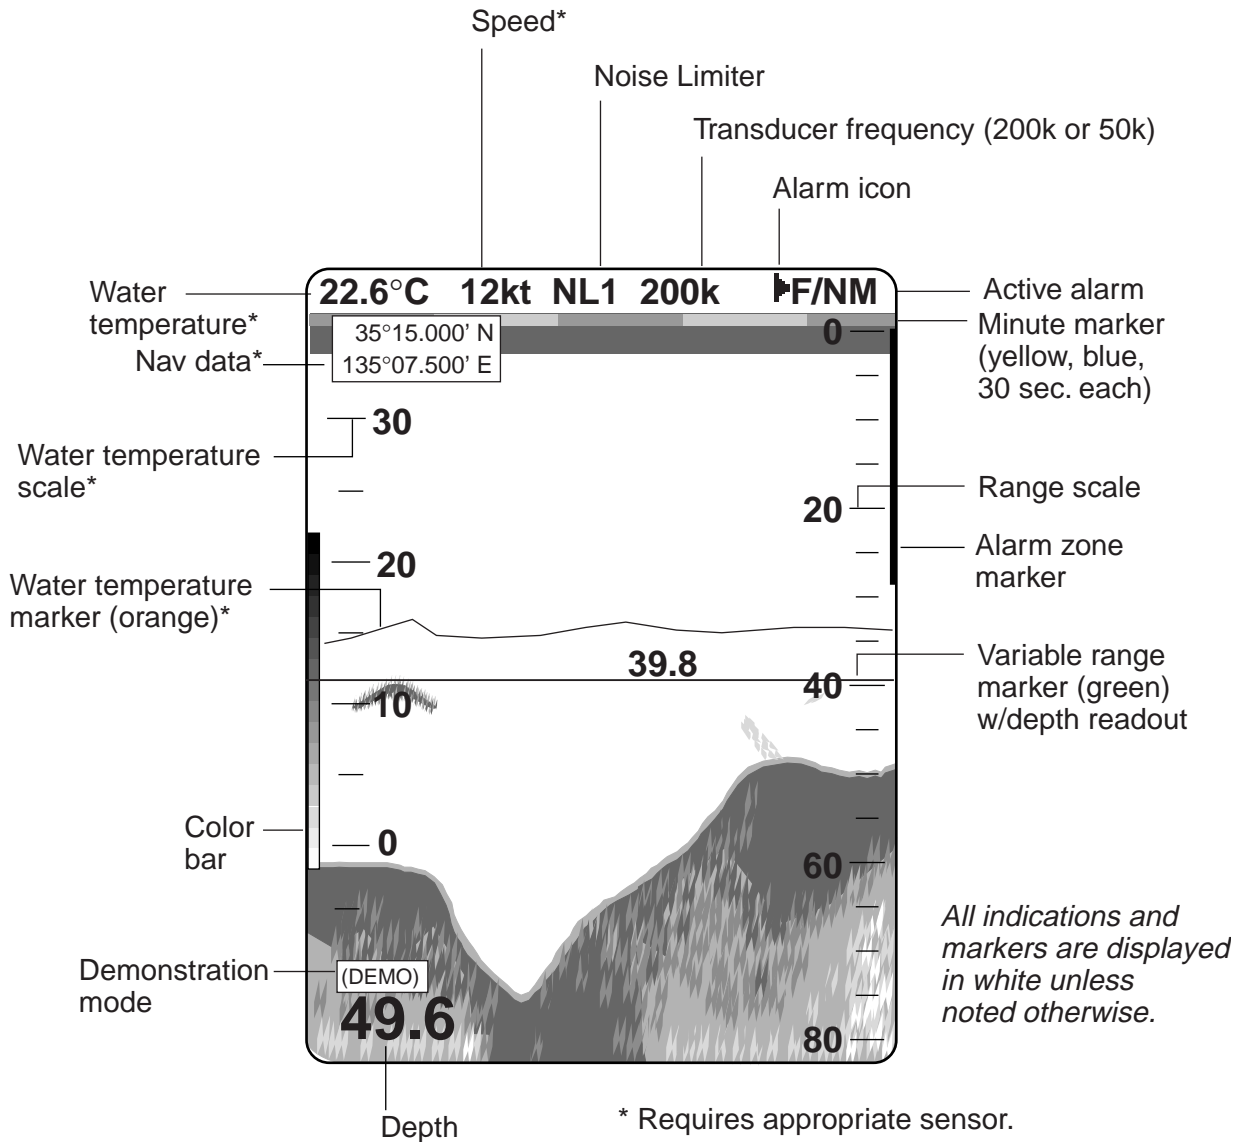 Speed*
Noise Limiter
Transducer frequency (200k or 50k)
Alarm icon
22.6°C 12kt NL1 200k F/NM
Water
temperature*
Nav data*
35°15.000' N
135°07.500' E
Active alarm
Minute marker
(yellow, blue,
30 sec. each)
0
30
Water temperature
scale*
Range scale
20
20
Alarm zone
marker
Water temperature
marker (orange)*
39.8
Variable range
marker (green)
w/depth readout
40
10
Color
bar
0
60
All indications and
markers are displayed
in white unless
noted otherwise.
Demonstration
mode
(DEMO)
49.6
80
Depth
* Requires appropriate sensor.